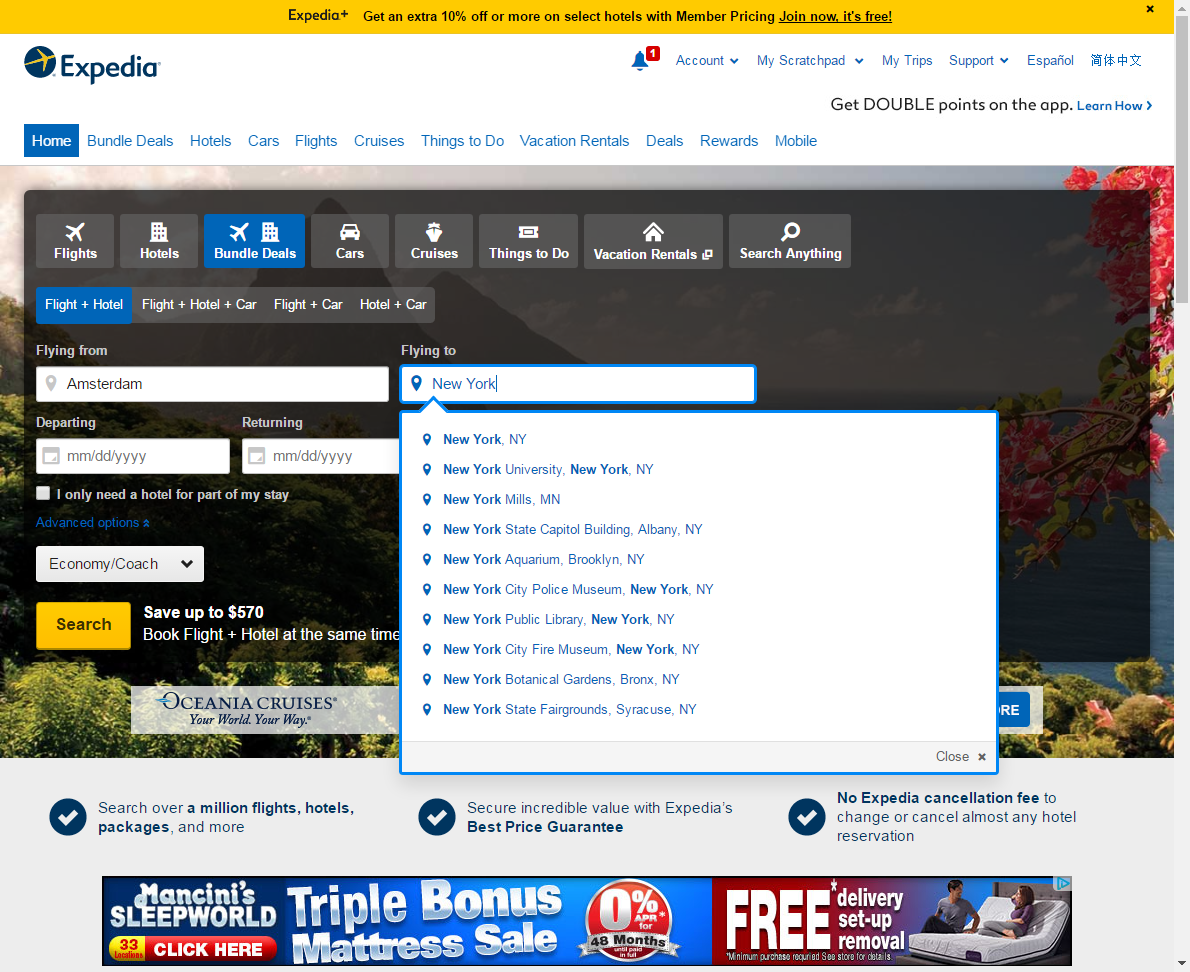 Expedia+ Get an extra 10% off or more on select hotels with Member Pricing Join now, it's free!
Expedia
1
Account
My Scratchpad
My Trips
Support
Español
简体中文
Get DOUBLE points on the app. Learn How
Home
Bundle Deals
Hotels
Cars
Flights
Cruises
Things to Do
Vacation Rentals
Deals
Rewards
Mobile
Flights
Hotels
Bundle Deals
Cars
Cruises
Things to Do
Vacation Rentals
Search Anything
Flight + Hotel
Flight + Hotel + Car
Flight + Car
Hotel + Car
Flying from
Flying to
Amsterdam
New York
Departing
Returning
mm/dd/yyyy
mm/dd/yyyy
I only need a hotel for part of my stay
Advanced options
Economy/Coach
Search
Save up to $570
Book Flight + Hotel at the same time
New York, NY
New York University, New York, NY
New York Mills, MN
New York State Capitol Building, Albany, NY
New York Aquarium, Brooklyn, NY
New York City Police Museum, New York, NY
New York Public Library, New York, NY
New York City Fire Museum, New York, NY
New York Botanical Gardens, Bronx, NY
New York State Fairgrounds, Syracuse, NY
Close
OCEANIA CRUISES®
Your World. Your Way.®
ORE
Search over a million flights, hotels,
packages, and more
Secure incredible value with Expedia's
Best Price Guarantee
No Expedia cancellation fee to
change or cancel almost any hotel
reservation
Mancini's
SLEEPWORLD
33
Locations
CLICK HERE
Triple Bonus
Mattress Sale
0%
APR*
for
48 Months
until paid
in full
FREE*
delivery
set-up
removal
*Minimum purchase required See store for details